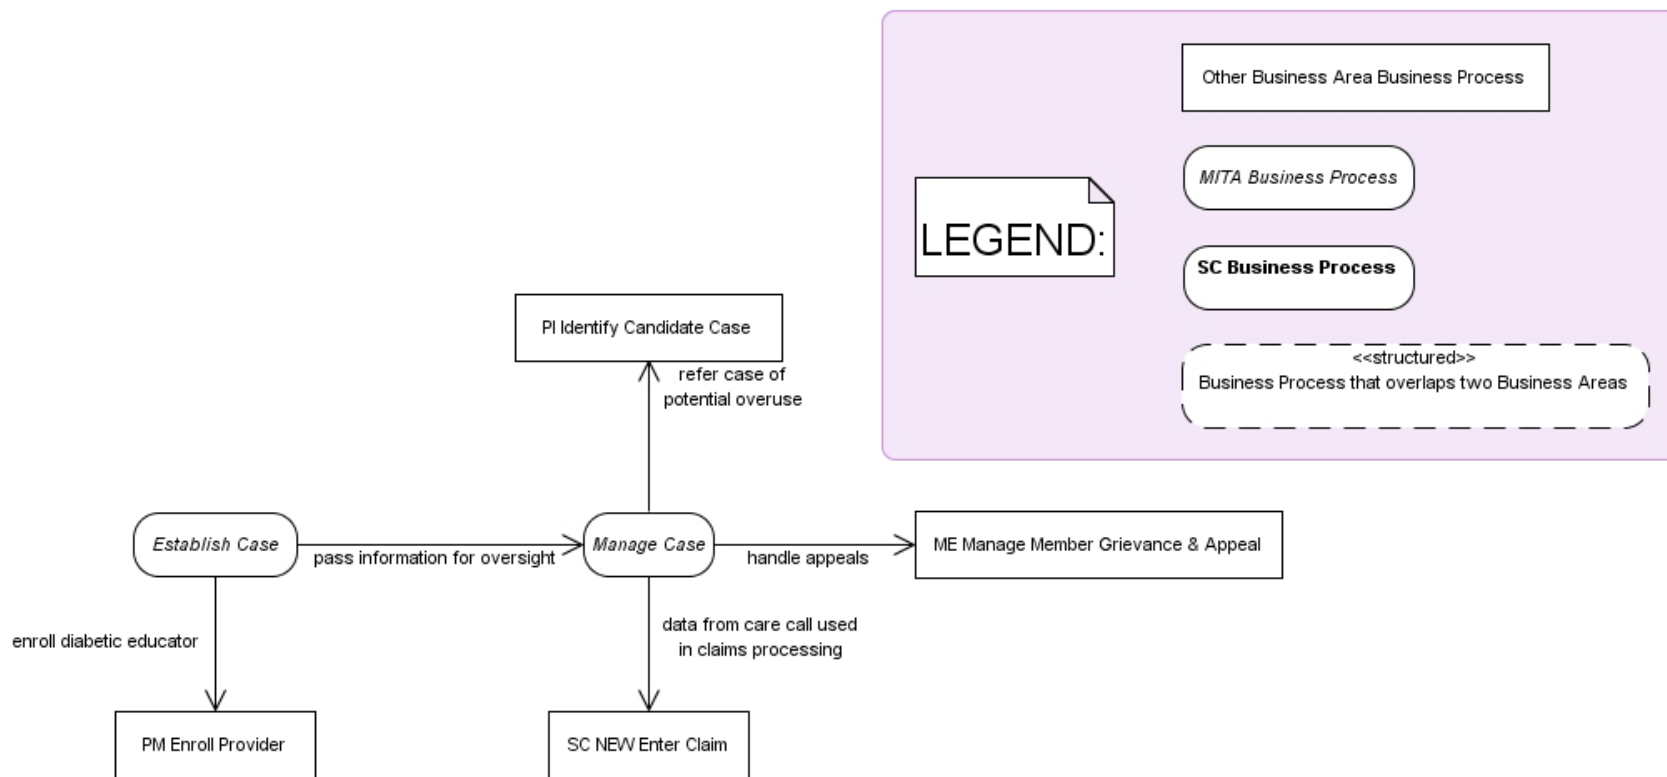 Other Business Area Business Process
MITA Business Process
LEGEND:
SC Business Process
<<structured>>
Business Process that overlaps two Business Areas
PI Identify Candidate Case
refer case of
potential overuse
Establish Case
pass information for oversight
Manage Case
handle appeals
ME Manage Member Grievance & Appeal
enroll diabetic educator
data from care call used
in claims processing
PM Enroll Provider
SC NEW Enter Claim